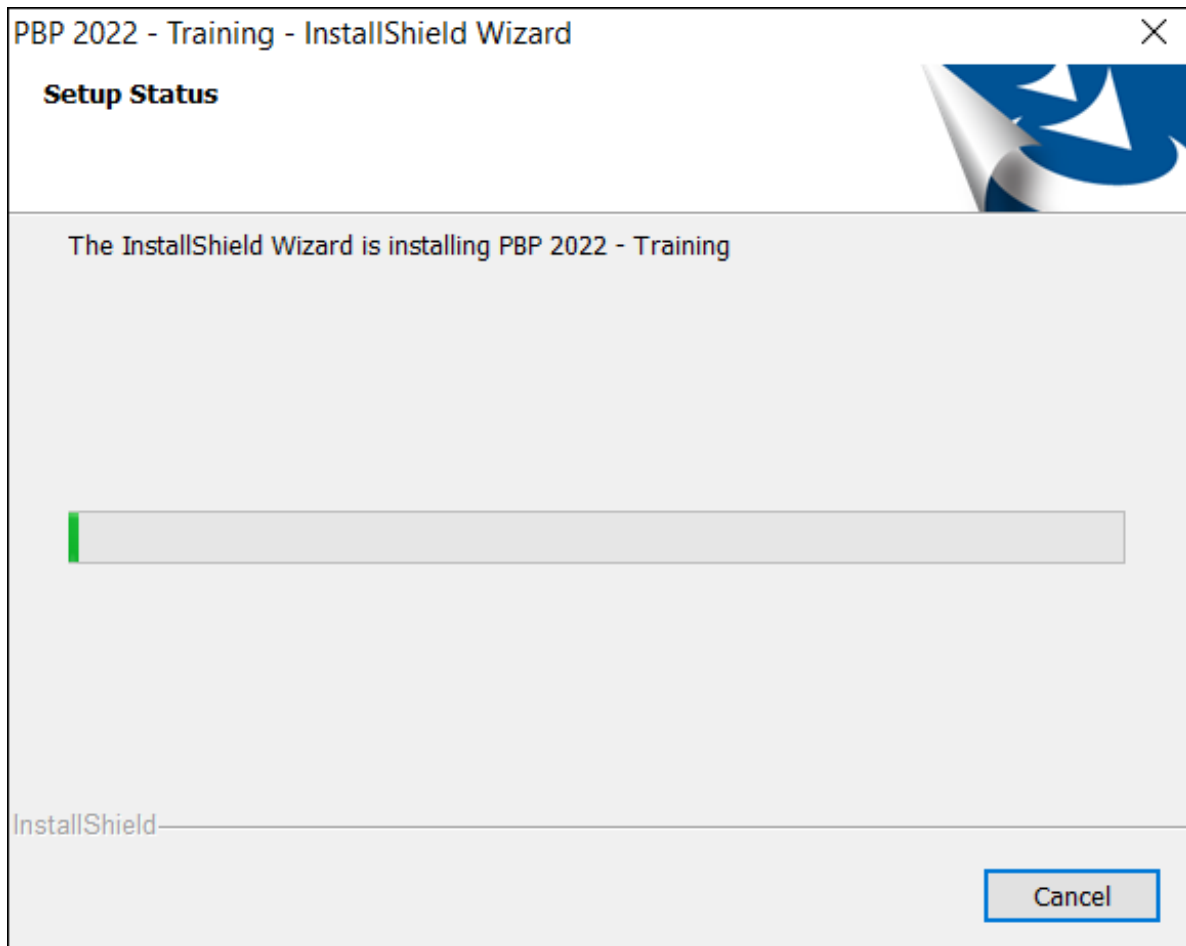 PBP 2022 - Training - InstallShield Wizard
Setup Status
The InstallShield Wizard is installing PBP 2022 - Training
InstallShield
Cancel